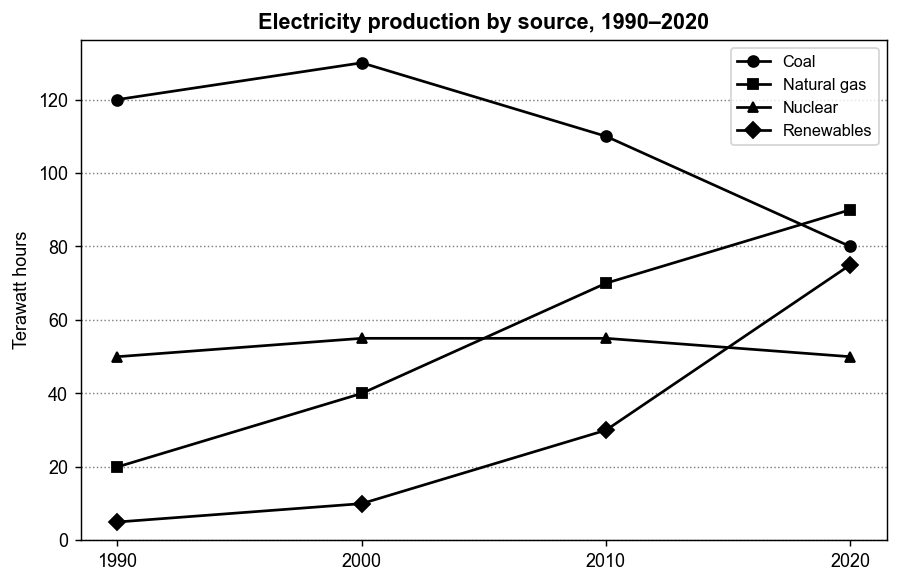 Electricity production by source, 1990–2020
Coal
Natural gas
Nuclear
Renewables
Terawatt hours
120
100
80
60
40
20
0
1990 2000 2010 2020